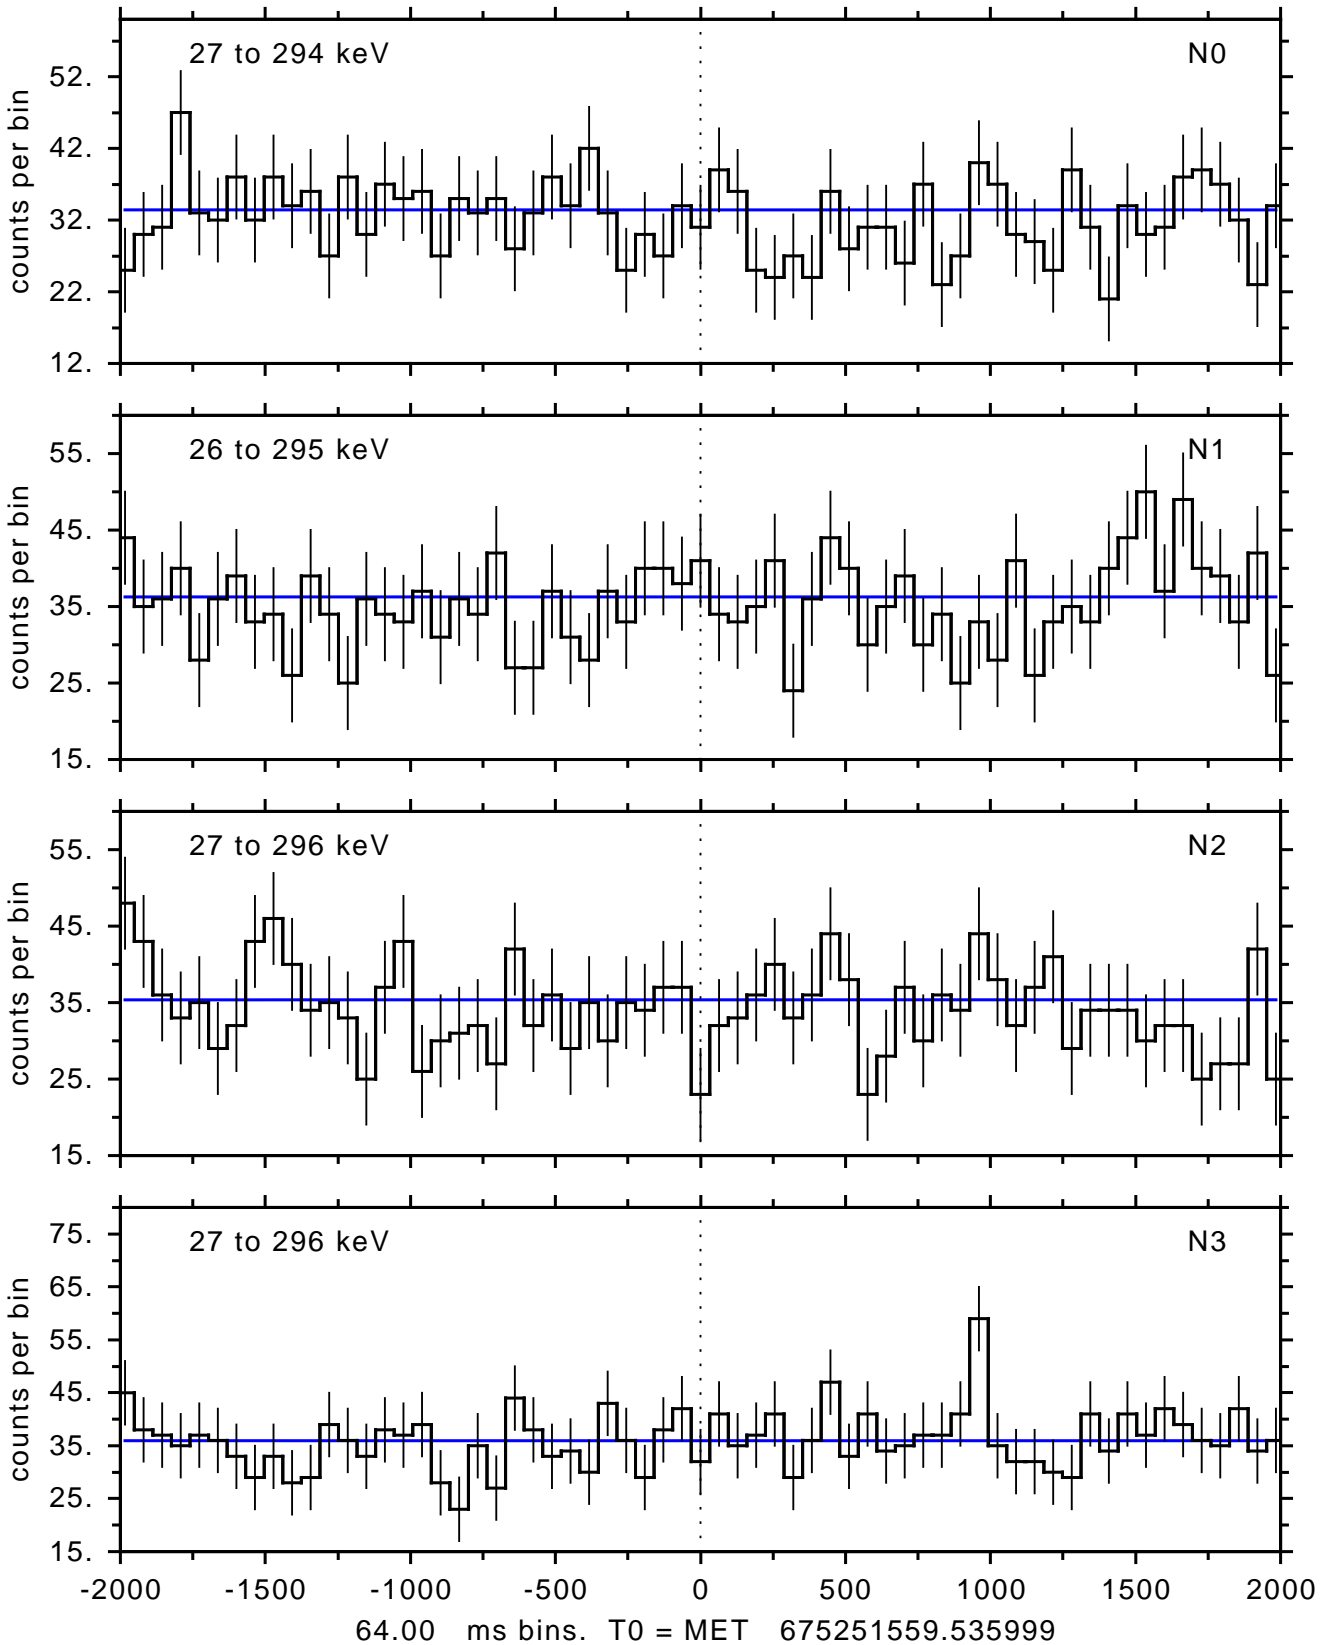 27 to 294 keV N0
52.
42.
32.
22.
12.
counts per bin
26 to 295 keV N1
55.
45.
35.
25.
15.
counts per bin
27 to 296 keV N2
55.
45.
35.
25.
15.
counts per bin
27 to 296 keV N3
75.
65.
55.
45.
35.
25.
15.
counts per bin
-2000 -1500 -1000 -500 0 500 1000 1500 2000
64.00 ms bins. T0 = MET 675251559.535999